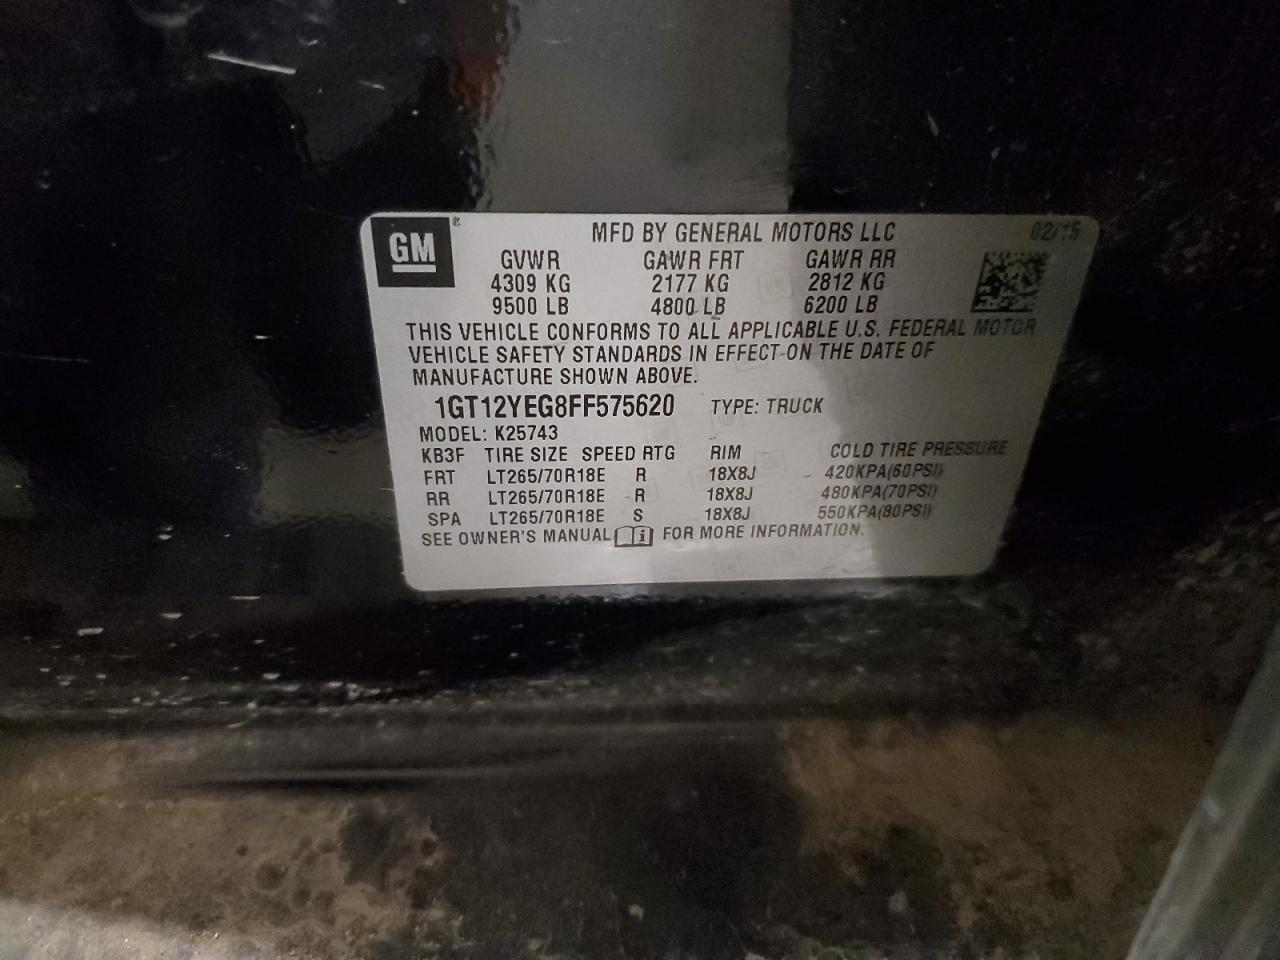 GM® MFD BY GENERAL MOTORS LLC 02/15
GVWR GAWR FRT GAWR RR
4309 KG 2177 KG 2812 KG
9500 LB 4800 LB 6200 LB
THIS VEHICLE CONFORMS TO ALL APPLICABLE U.S. FEDERAL MOTOR
VEHICLE SAFETY STANDARDS IN EFFECT ON THE DATE OF
MANUFACTURE SHOWN ABOVE.
1GT12YEG8FF575620 TYPE: TRUCK
MODEL: K25743
KB3F TIRE SIZE SPEED RTG RIM COLD TIRE PRESSURE
FRT LT265/70R18E R 18X8J 420KPA(60PSI)
RR LT265/70R18E R 18X8J 480KPA(70PSI)
SPA LT265/70R18E S 18X8J 550KPA(80PSI)
SEE OWNER'S MANUAL i FOR MORE INFORMATION.